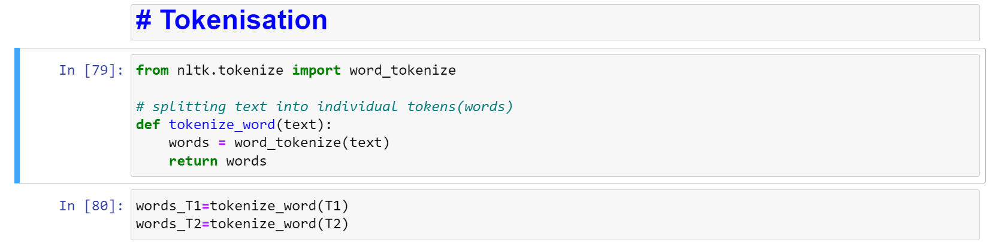 # Tokenisation
In [79]: from nltk.tokenize import word_tokenize
# splitting text into individual tokens(words)
def tokenize_word(text):
    words = word_tokenize(text)
    return words
In [80]: words_T1=tokenize_word(T1)
words_T2=tokenize_word(T2)